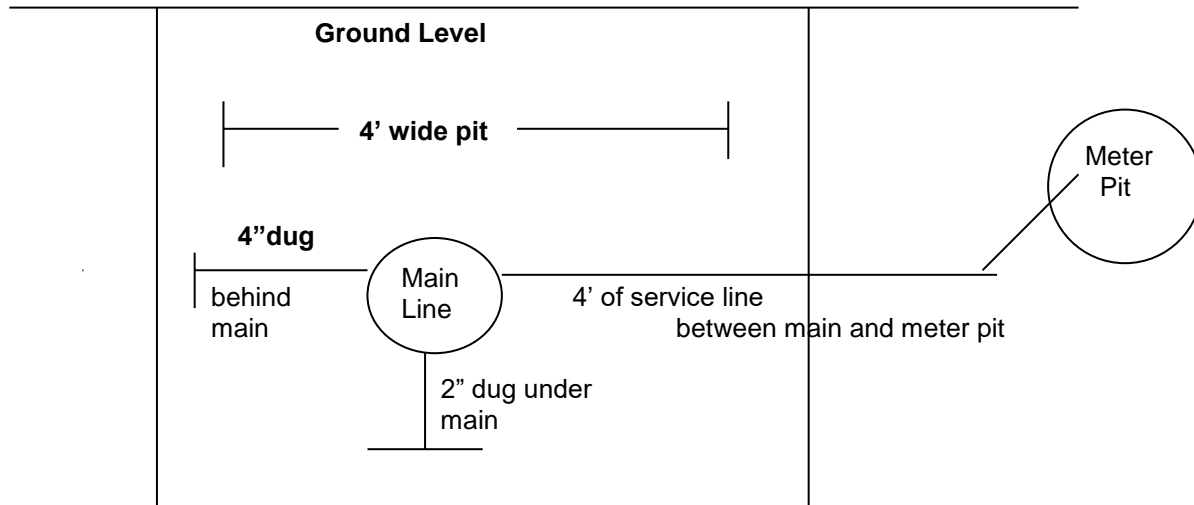 Ground Level
4’ wide pit
Meter
Pit
4”dug
behind
main
Main
Line
4’ of service line
between main and meter pit
2” dug under
main